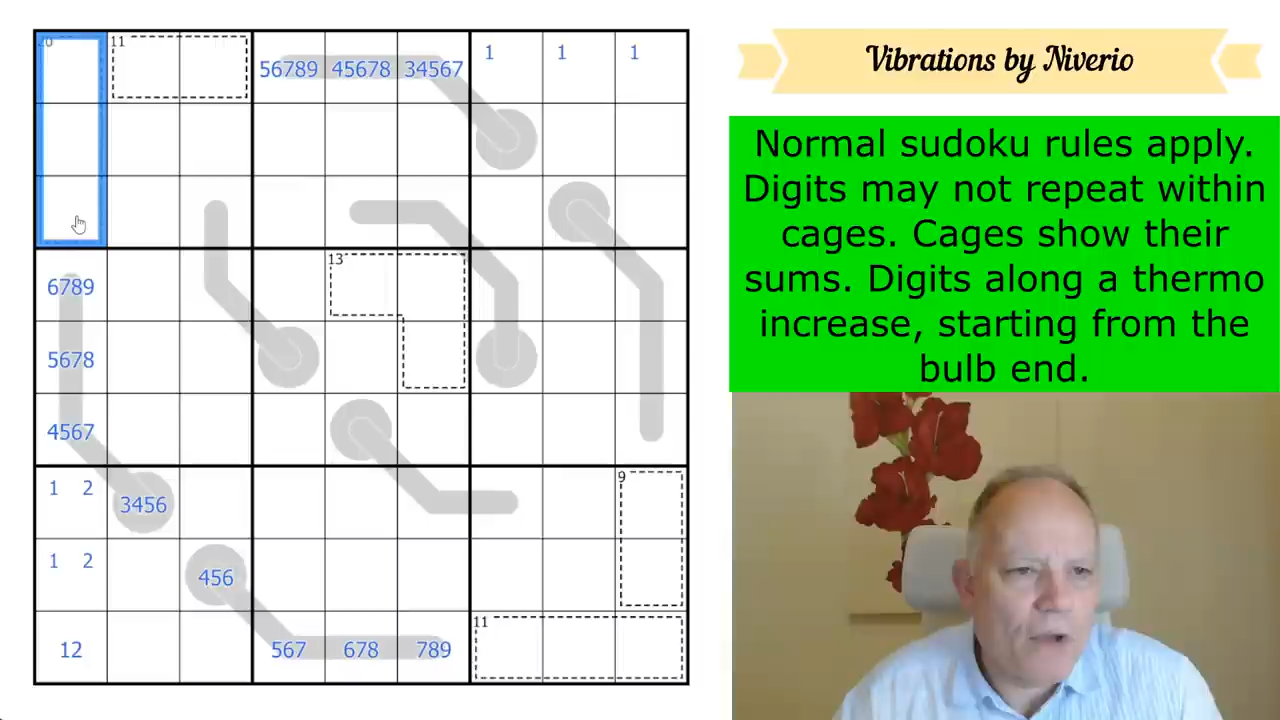 Vibrations by Niverio
Normal sudoku rules apply.
Digits may not repeat within
cages. Cages show their
sums. Digits along a thermo
increase, starting from the
bulb end.
20 11
56789 45678 34567 1 1 1
13
6789
5678
4567
9
1 2 3456
1 2 456
11
12 567 678 789